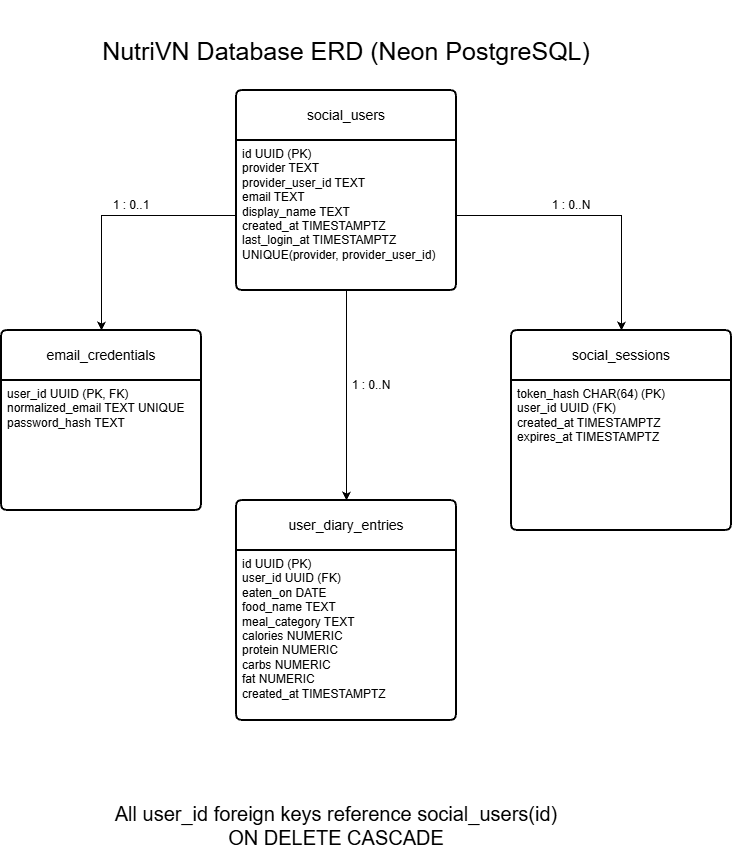 NutriVN Database ERD (Neon PostgreSQL)
social_users
id UUID (PK)
provider TEXT
provider_user_id TEXT
email TEXT
display_name TEXT
created_at TIMESTAMPTZ
last_login_at TIMESTAMPTZ
UNIQUE(provider, provider_user_id)
1 : 0..1
1 : 0..N
email_credentials
user_id UUID (PK, FK)
normalized_email TEXT UNIQUE
password_hash TEXT
1 : 0..N
social_sessions
token_hash CHAR(64) (PK)
user_id UUID (FK)
created_at TIMESTAMPTZ
expires_at TIMESTAMPTZ
user_diary_entries
id UUID (PK)
user_id UUID (FK)
eaten_on DATE
food_name TEXT
meal_category TEXT
calories NUMERIC
protein NUMERIC
carbs NUMERIC
fat NUMERIC
created_at TIMESTAMPTZ
All user_id foreign keys reference social_users(id)
ON DELETE CASCADE